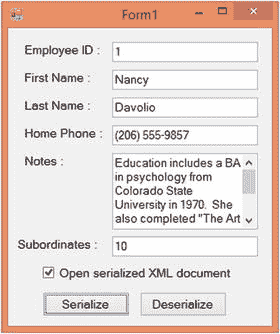 Form1
Employee ID : 1
First Name : Nancy
Last Name : Davolio
Home Phone : (206) 555-9857
Notes : Education includes a BA
in psychology from
Colorado State
University in 1970. She
also completed "The Art
Subordinates : 10
Open serialized XML document
Serialize Deserialize